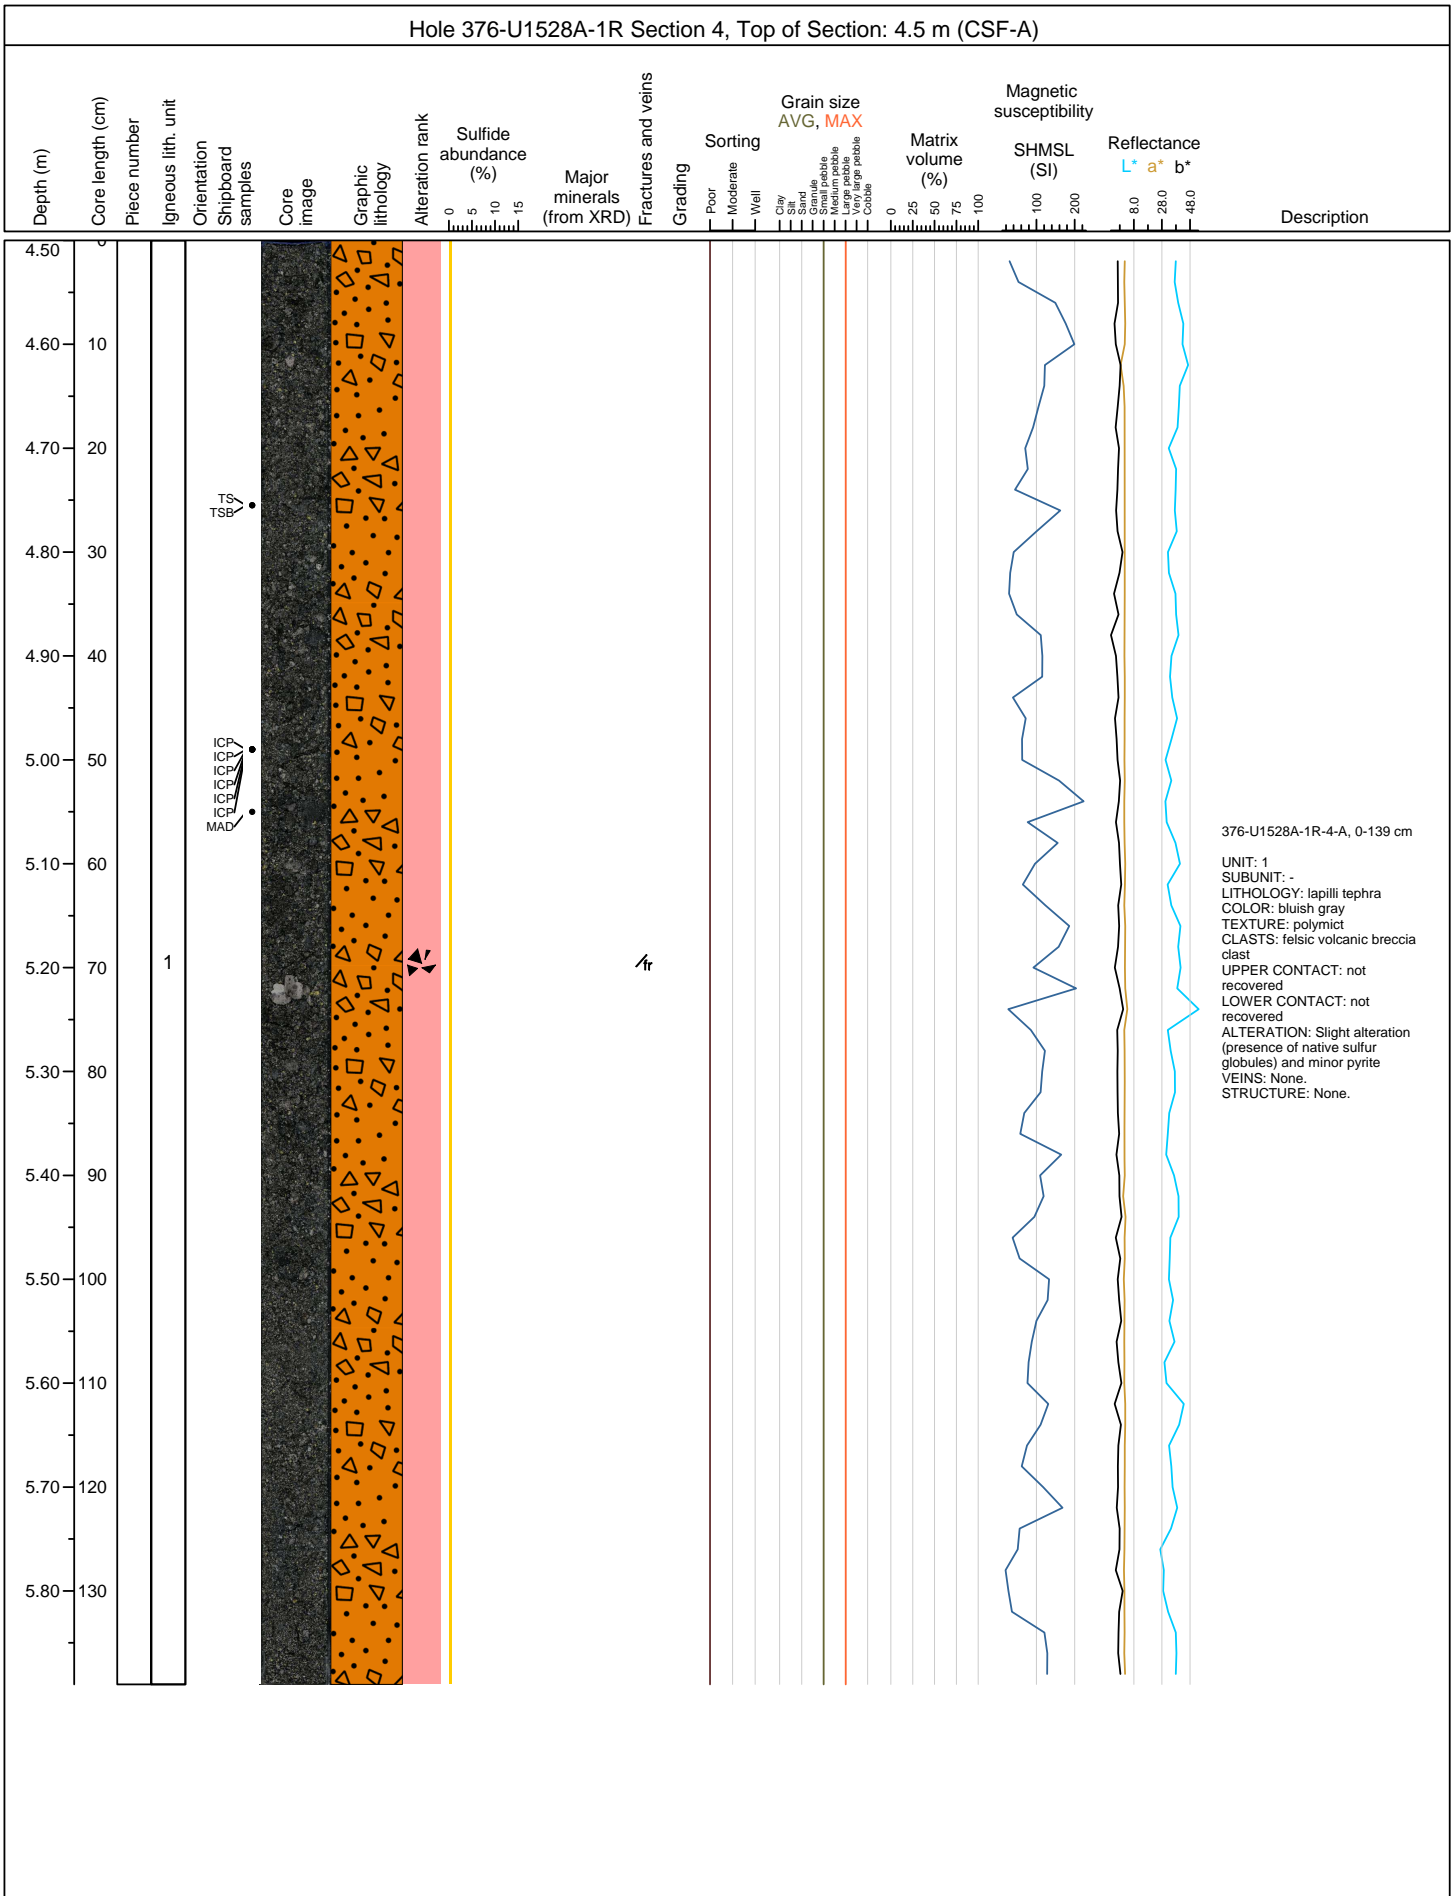 Hole 376-U1528A-1R Section 4, Top of Section: 4.5 m (CSF-A)
Depth (m)
Core length (cm)
Piece number
Igneous lith. unit
Orientation
Shipboard
samples
Core
image
Graphic
lithology
Alteration rank
Sulfide
abundance
(%)
0 5 10 15
Major
minerals
(from XRD)
Fractures and veins
Grading
Sorting
Poor
Moderate
Well
Grain size
AVG, MAX
Clay
Silt
Sand
Granule
Small pebble
Medium pebble
Large pebble
Very large pebble
Cobble
Matrix
volume
(%)
0 25 50 75 100
Magnetic
susceptibility
SHMSL
(SI)
100 200
Reflectance
L* a* b*
8.0 28.0 48.0
Description
4.50 0
4.60 10
4.70 20
TS
TSB
4.80 30
4.90 40
ICP
ICP
5.00 50
ICP
ICP
ICP
ICP
MAD
5.10 60
5.20 70
1
fr
5.30 80
5.40 90
5.50 100
5.60 110
5.70 120
5.80 130
376-U1528A-1R-4-A, 0-139 cm
UNIT: 1
SUBUNIT: -
LITHOLOGY: lapilli tephra
COLOR: bluish gray
TEXTURE: polymict
CLASTS: felsic volcanic breccia
clast
UPPER CONTACT: not
recovered
LOWER CONTACT: not
recovered
ALTERATION: Slight alteration
(presence of native sulfur
globules) and minor pyrite
VEINS: None.
STRUCTURE: None.